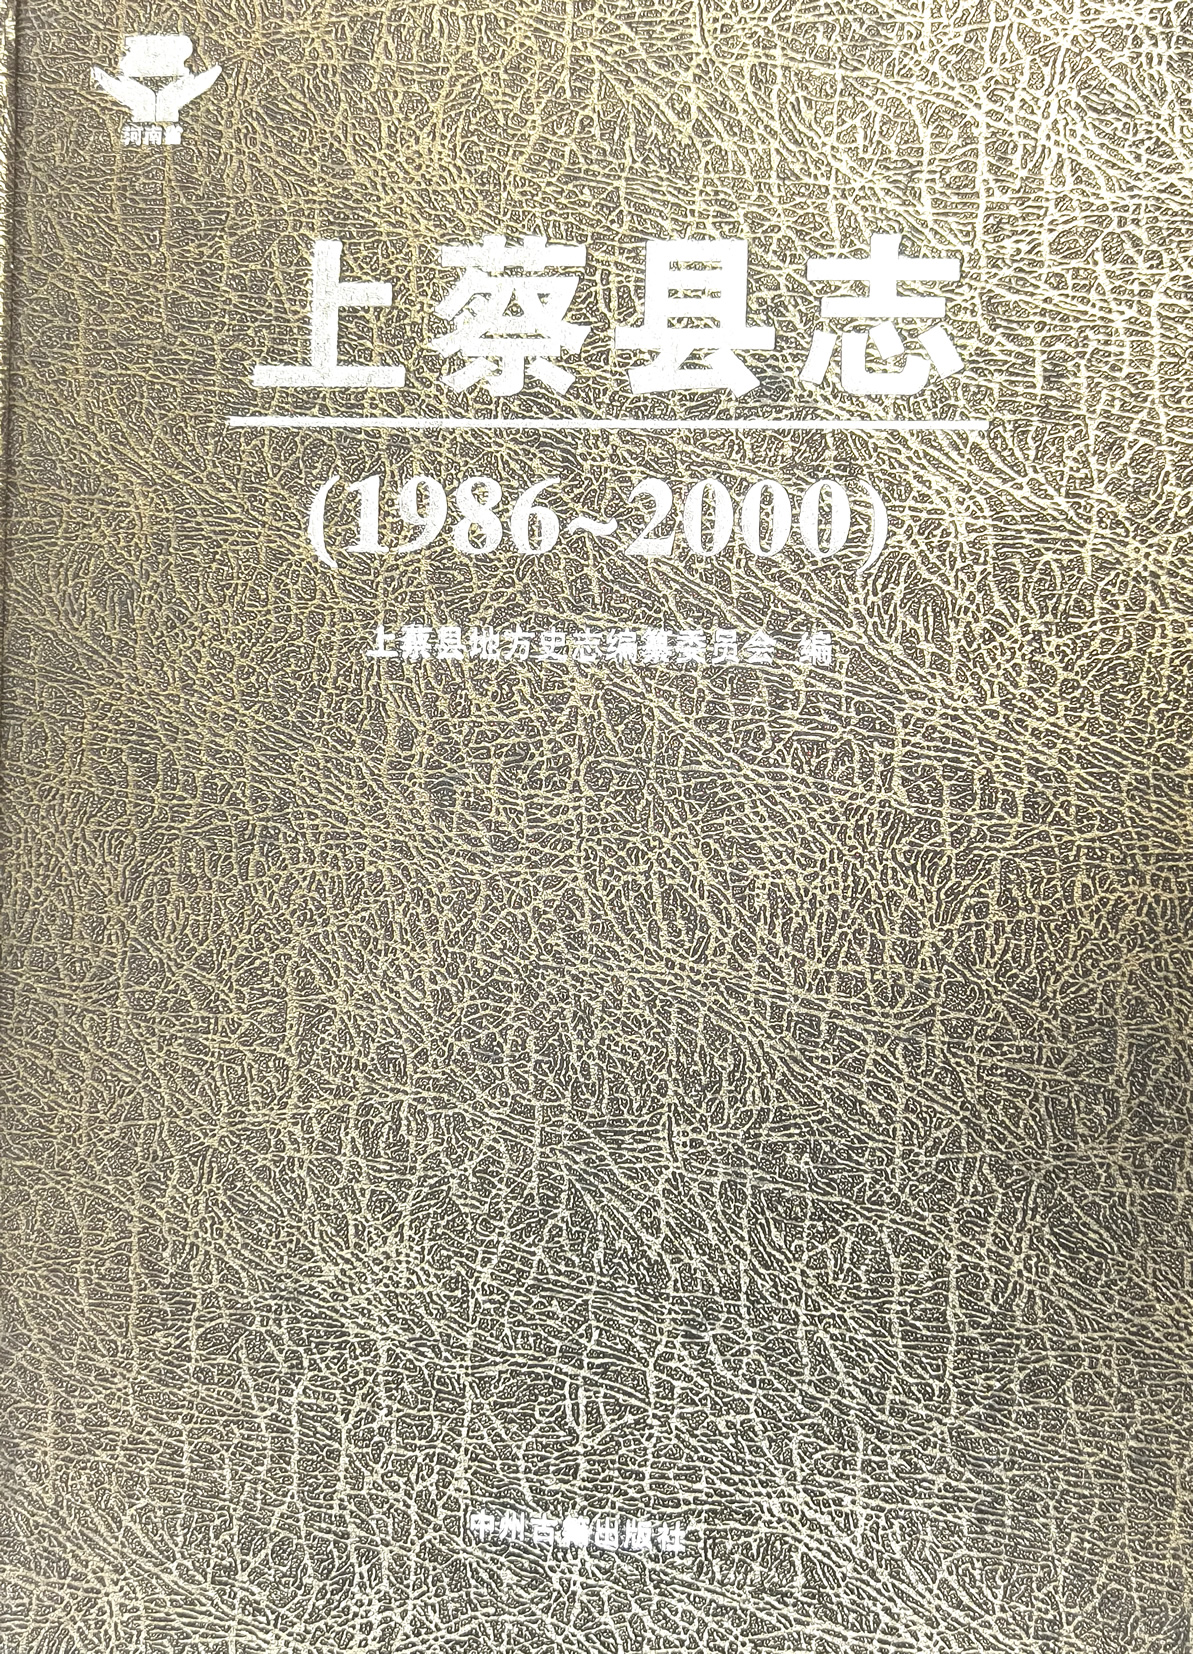 河南省
上蔡县志
(1986~2000)
上蔡县地方史志编纂委员会 编
中州古籍出版社